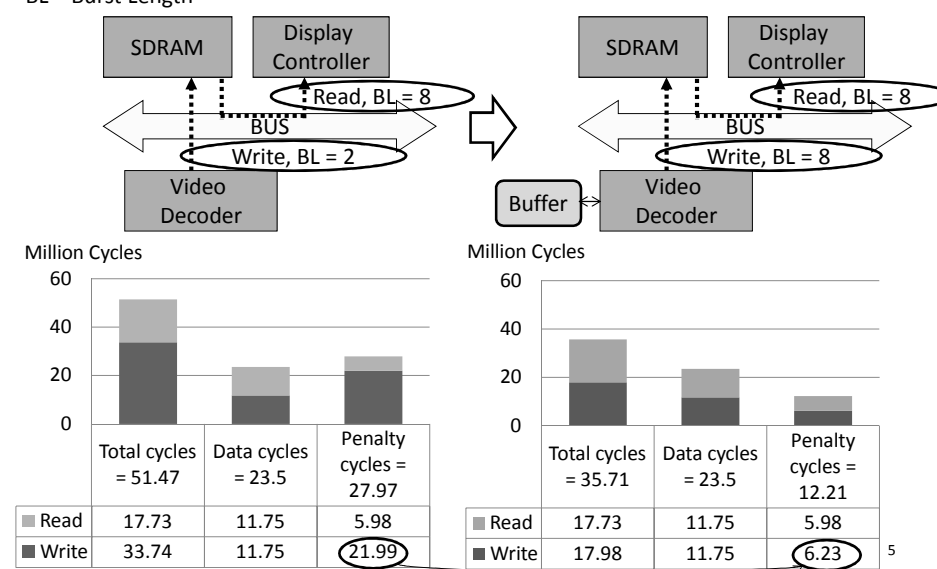 SDRAM
Display
Controller
Read, BL = 8
BUS
Write, BL = 2
Video
Decoder
SDRAM
Display
Controller
Read, BL = 8
BUS
Write, BL = 8
Buffer
Video
Decoder
Million Cycles
60
40
20
0
Total cycles
= 51.47
Data cycles
= 23.5
Penalty
cycles =
27.97
Read 17.73 11.75 5.98
Write 33.74 11.75 21.99
Million Cycles
60
40
20
0
Total cycles
= 35.71
Data cycles
= 23.5
Penalty
cycles =
12.21
Read 17.73 11.75 5.98
Write 17.98 11.75 6.23
5